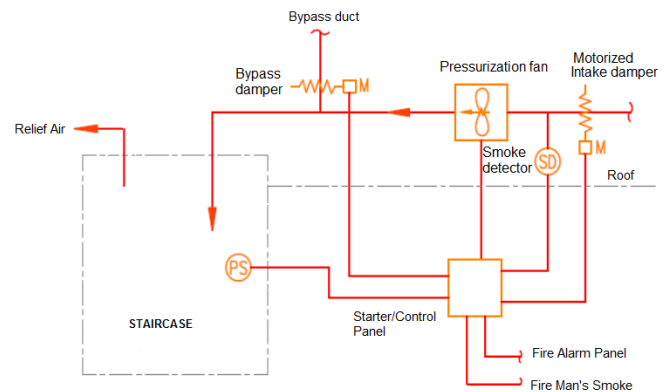 Bypass duct
Pressurization fan
Motorized
Intake damper
Bypass
damper
M
Relief Air
Smoke
detector
SD
M
Roof
PS
STAIRCASE
Starter/Control
Panel
Fire Alarm Panel
Fire Man's Smoke